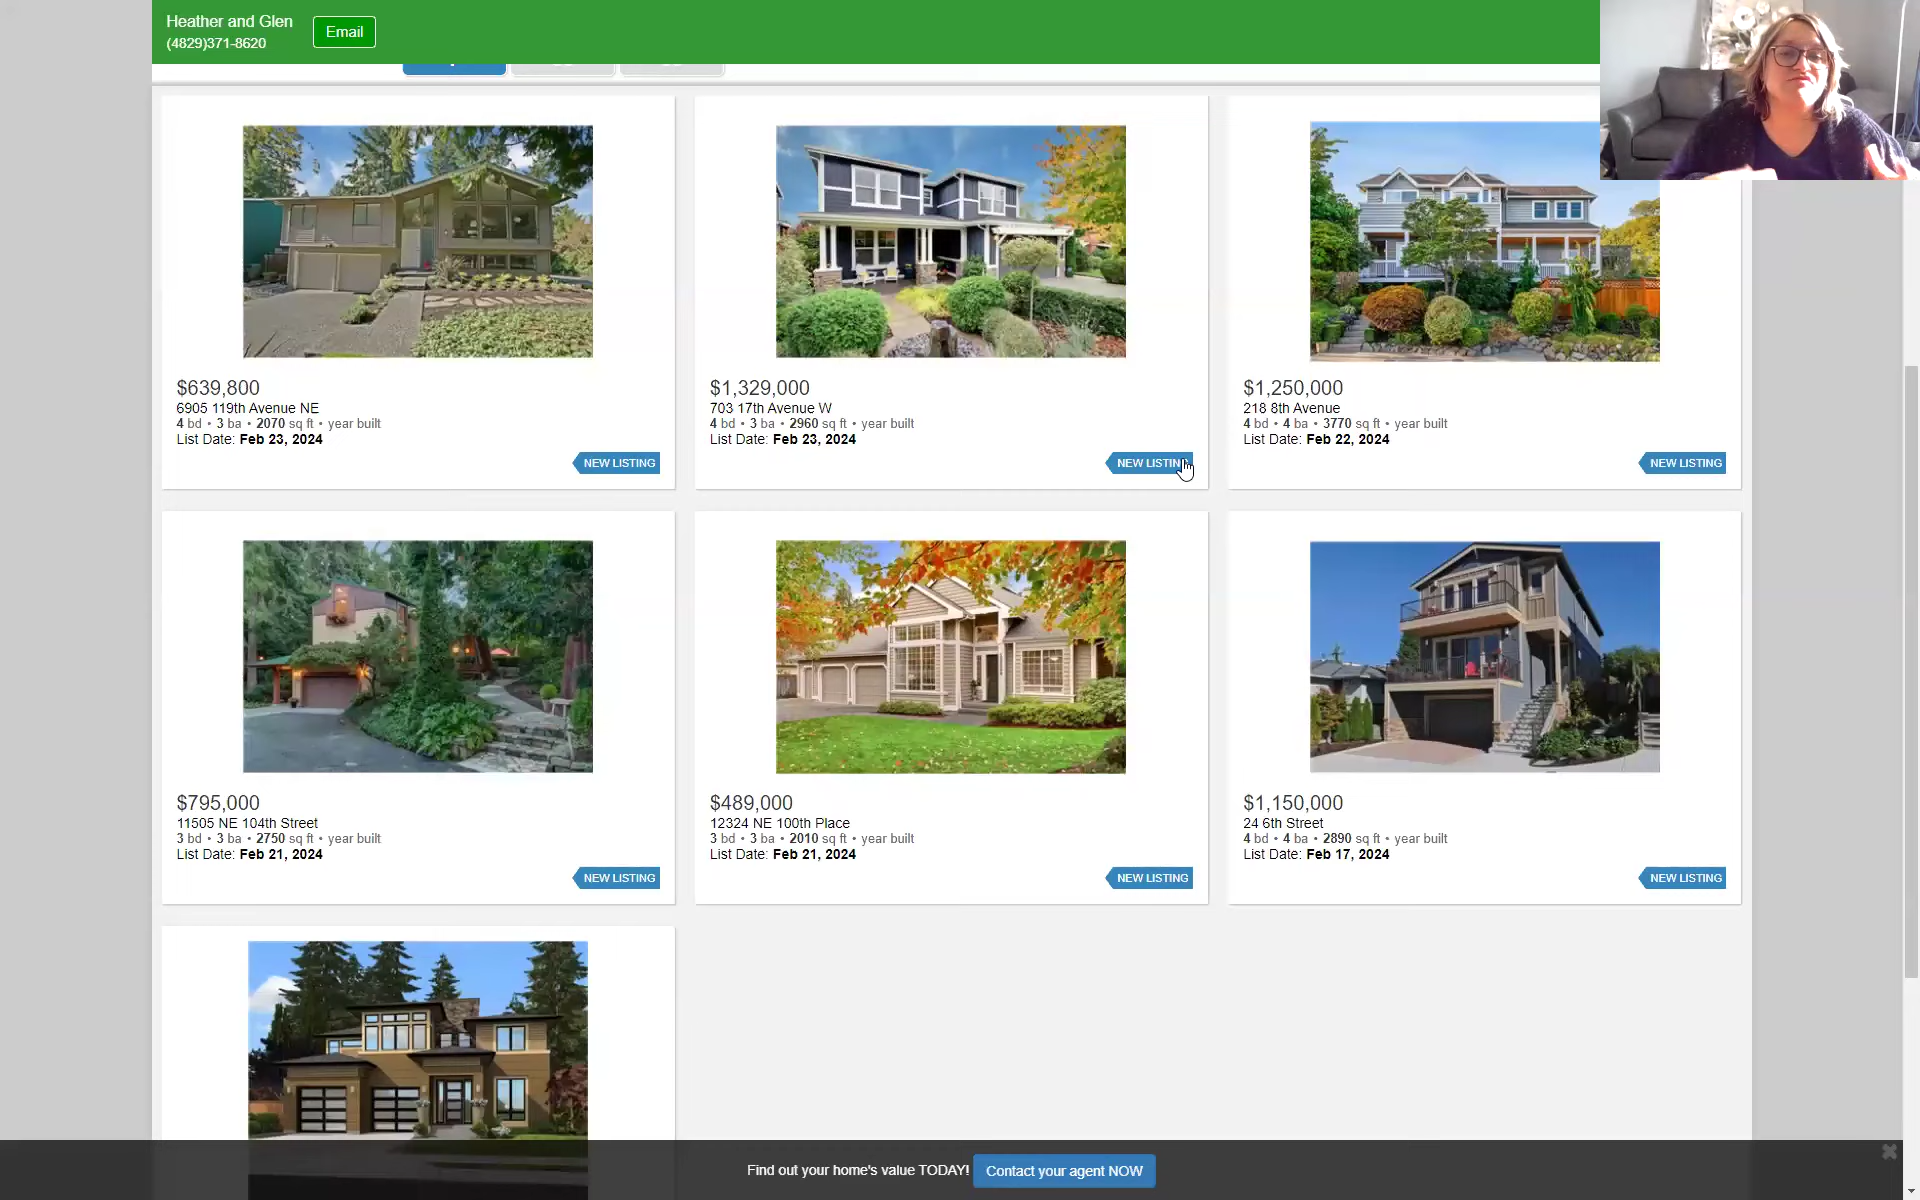 Heather and Glen
(4829)371-8620
Email
$639,800
6905 119th Avenue NE
4 bd • 3 ba • 2070 sq ft • year built
List Date: Feb 23, 2024
NEW LISTING
$1,329,000
703 17th Avenue W
4 bd • 3 ba • 2960 sq ft • year built
List Date: Feb 23, 2024
NEW LISTING
$1,250,000
218 8th Avenue
4 bd • 4 ba • 3770 sq ft • year built
List Date: Feb 22, 2024
NEW LISTING
$795,000
11505 NE 104th Street
3 bd • 3 ba • 2750 sq ft • year built
List Date: Feb 21, 2024
NEW LISTING
$489,000
12324 NE 100th Place
3 bd • 3 ba • 2010 sq ft • year built
List Date: Feb 21, 2024
NEW LISTING
$1,150,000
24 6th Street
4 bd • 4 ba • 2890 sq ft • year built
List Date: Feb 17, 2024
NEW LISTING
Find out your home's value TODAY!
Contact your agent NOW